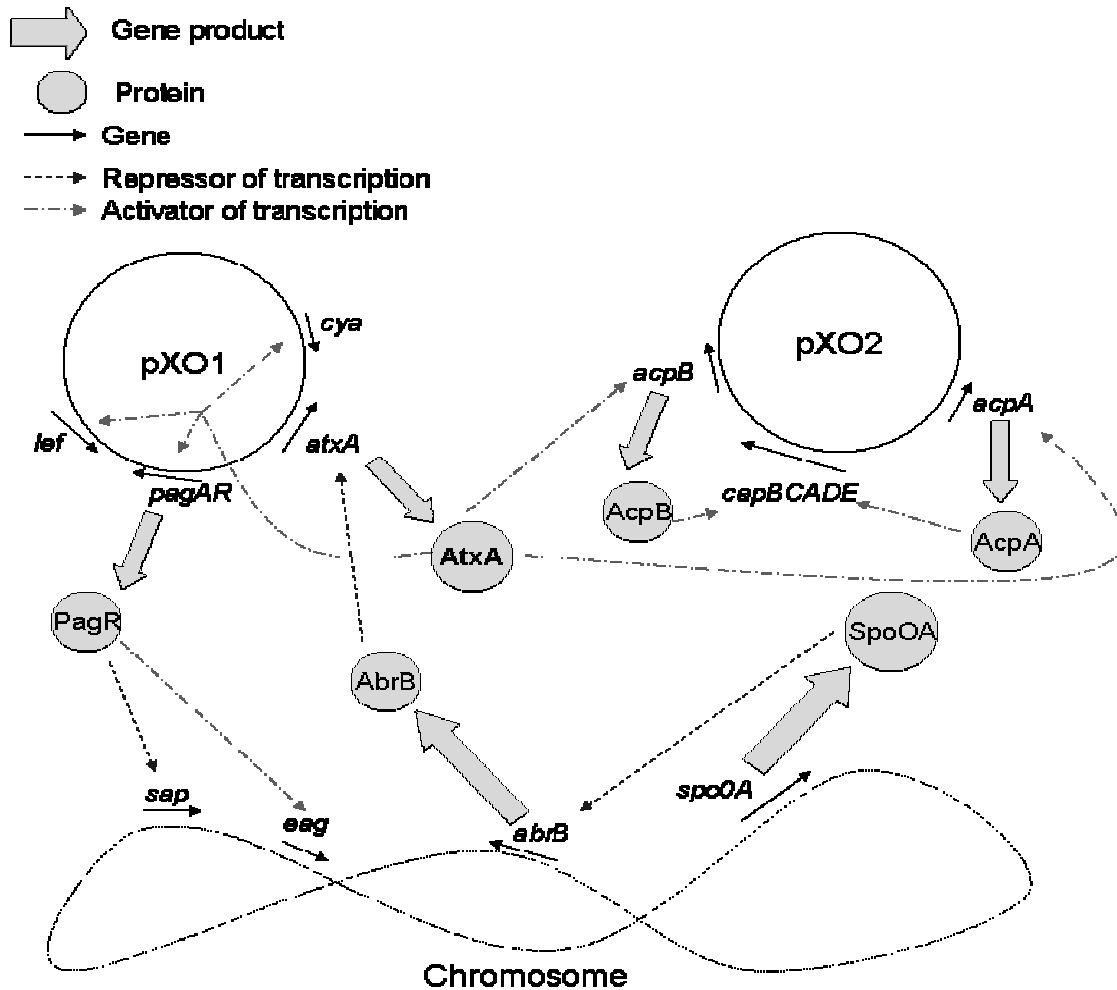 Gene product
Protein
Gene
Repressor of transcription
Activator of transcription
pXO1
cya
lef
atxA
pagAR
pXO2
acpB
acpA
capBCADE
AcpB
AcpA
AtxA
PagR
SpoOA
AbrB
sap
eag
abrB
spo0A
Chromosome